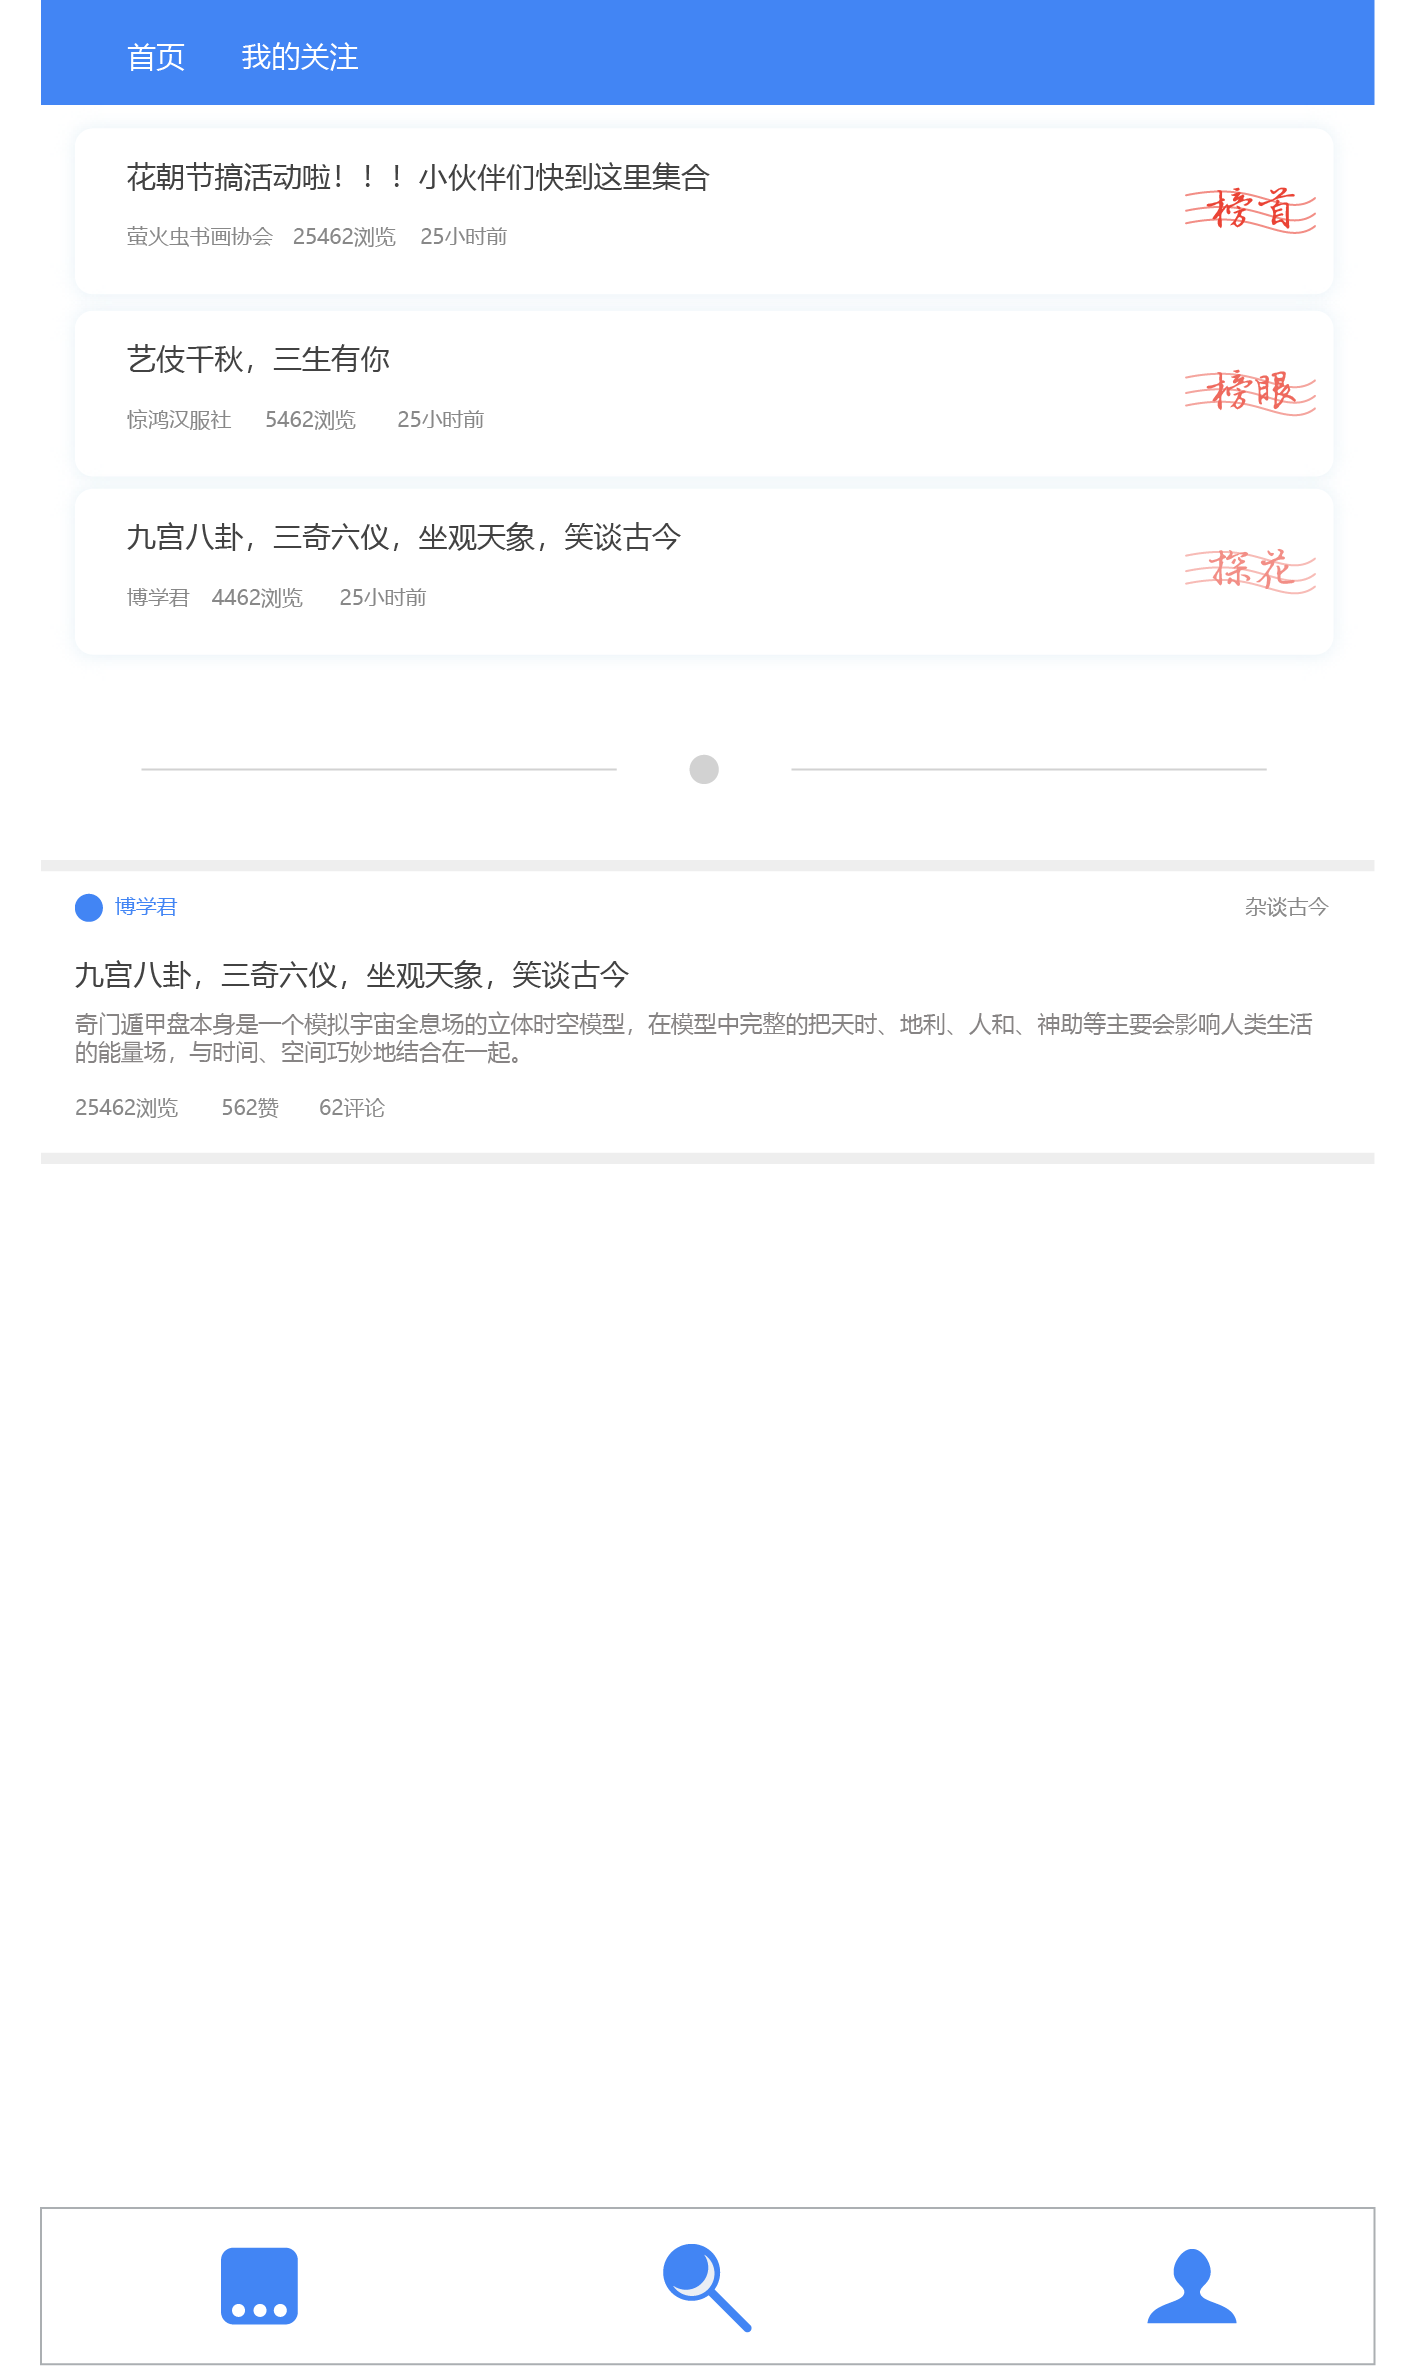 首页 我的关注
花朝节搞活动啦！！！小伙伴们快到这里集合
萤火虫书画协会 25462浏览 25小时前
榜首
艺伎千秋，三生有你
惊鸿汉服社 5462浏览 25小时前
榜眼
九宫八卦，三奇六仪，坐观天象，笑谈古今
博学君 4462浏览 25小时前
探花
博学君 杂谈古今
九宫八卦，三奇六仪，坐观天象，笑谈古今
奇门遁甲盘本身是一个模拟宇宙全息场的立体时空模型，在模型中完整的把天时、地利、人和、神助等主要会影响人类生活
的能量场，与时间、空间巧妙地结合在一起。
25462浏览 562赞 62评论